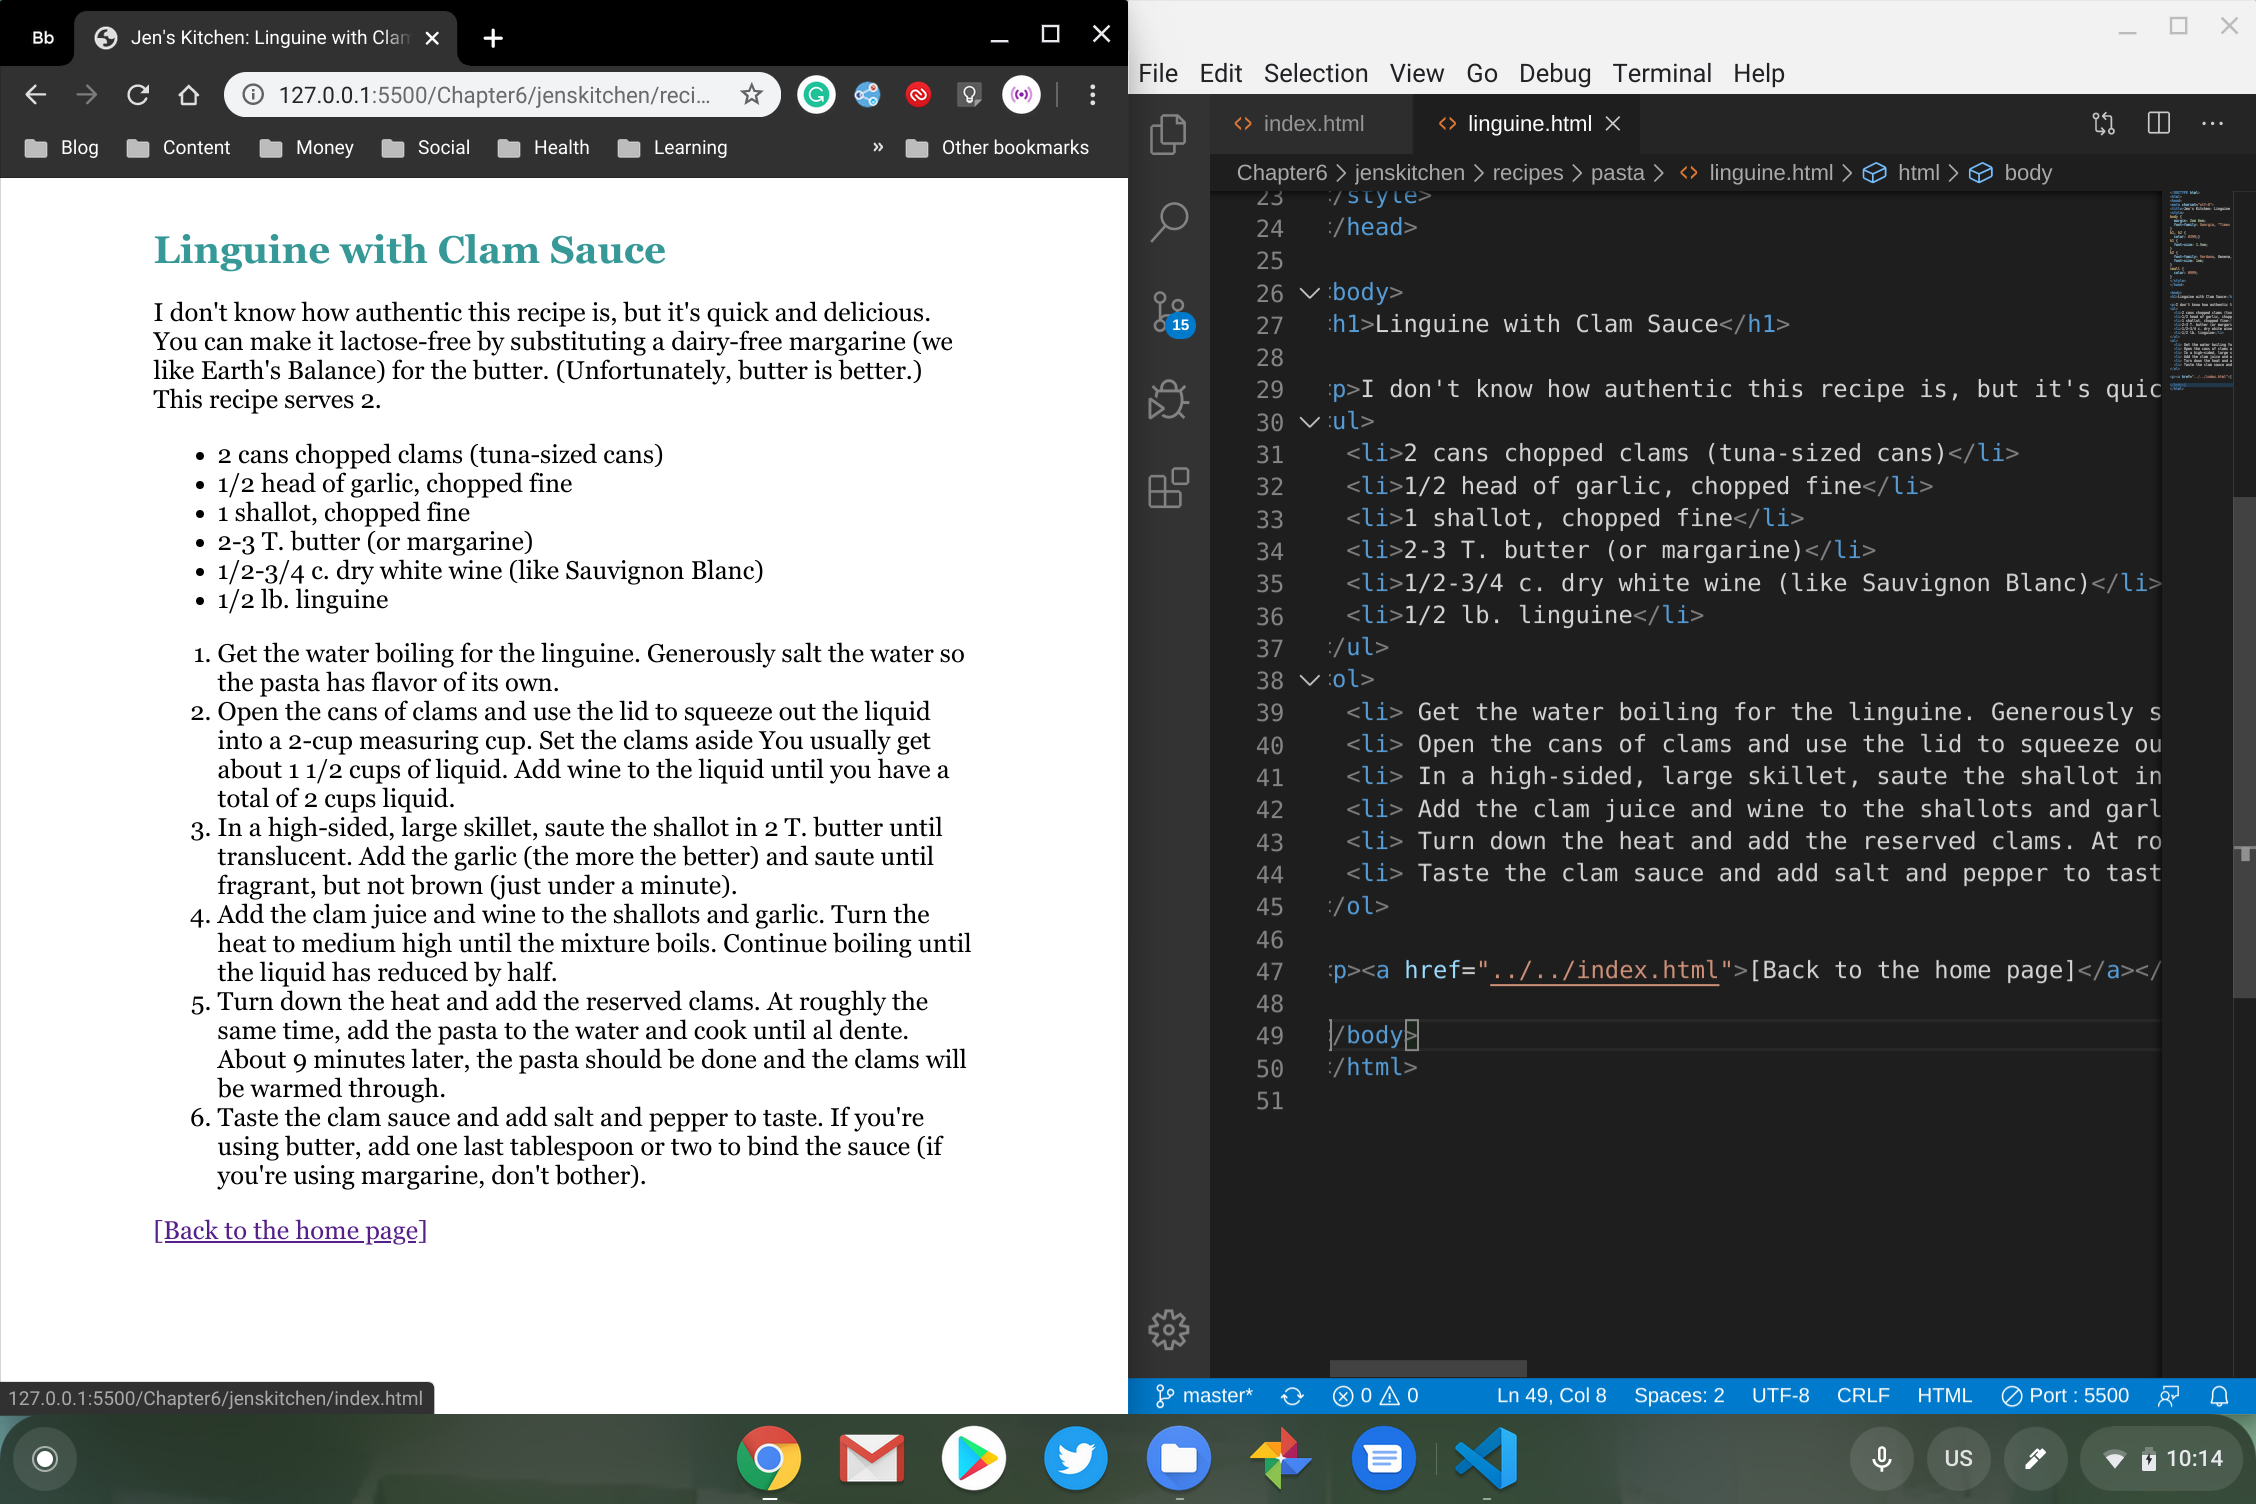 Bb
Jen's Kitchen: Linguine with Clam
127.0.0.1:5500/Chapter6/jenskitchen/reci...
Blog Content Money Social Health Learning » Other bookmarks
Linguine with Clam Sauce
I don't know how authentic this recipe is, but it's quick and delicious.
You can make it lactose-free by substituting a dairy-free margarine (we
like Earth's Balance) for the butter. (Unfortunately, butter is better.)
This recipe serves 2.
• 2 cans chopped clams (tuna-sized cans)
• 1/2 head of garlic, chopped fine
• 1 shallot, chopped fine
• 2-3 T. butter (or margarine)
• 1/2-3/4 c. dry white wine (like Sauvignon Blanc)
• 1/2 lb. linguine
1. Get the water boiling for the linguine. Generously salt the water so
the pasta has flavor of its own.
2. Open the cans of clams and use the lid to squeeze out the liquid
into a 2-cup measuring cup. Set the clams aside You usually get
about 1 1/2 cups of liquid. Add wine to the liquid until you have a
total of 2 cups liquid.
3. In a high-sided, large skillet, saute the shallot in 2 T. butter until
translucent. Add the garlic (the more the better) and saute until
fragrant, but not brown (just under a minute).
4. Add the clam juice and wine to the shallots and garlic. Turn the
heat to medium high until the mixture boils. Continue boiling until
the liquid has reduced by half.
5. Turn down the heat and add the reserved clams. At roughly the
same time, add the pasta to the water and cook until al dente.
About 9 minutes later, the pasta should be done and the clams will
be warmed through.
6. Taste the clam sauce and add salt and pepper to taste. If you're
using butter, add one last tablespoon or two to bind the sauce (if
you're using margarine, don't bother).
[Back to the home page]
127.0.0.1:5500/Chapter6/jenskitchen/index.html
File Edit Selection View Go Debug Terminal Help
index.html
linguine.html
Chapter6 > jenskitchen > recipes > pasta > linguine.html > html > body
15
23 /style>
24 /head>
25
26 body>
27 h1>Linguine with Clam Sauce</h1>
28
29 p>I don't know how authentic this recipe is, but it's quic
30 ul>
31 <li>2 cans chopped clams (tuna-sized cans)</li>
32 <li>1/2 head of garlic, chopped fine</li>
33 <li>1 shallot, chopped fine</li>
34 <li>2-3 T. butter (or margarine)</li>
35 <li>1/2-3/4 c. dry white wine (like Sauvignon Blanc)</li>
36 <li>1/2 lb. linguine</li>
37 /ul>
38 ol>
39 <li> Get the water boiling for the linguine. Generously s
40 <li> Open the cans of clams and use the lid to squeeze ou
41 <li> In a high-sided, large skillet, saute the shallot in
42 <li> Add the clam juice and wine to the shallots and garl
43 <li> Turn down the heat and add the reserved clams. At ro
44 <li> Taste the clam sauce and add salt and pepper to tast
45 /ol>
46
47 p><a href="../../index.html">[Back to the home page]</a></
48
49 /body>
50 /html>
51
master* 0 0 Ln 49, Col 8 Spaces: 2 UTF-8 CRLF HTML Port : 5500
US 10:14